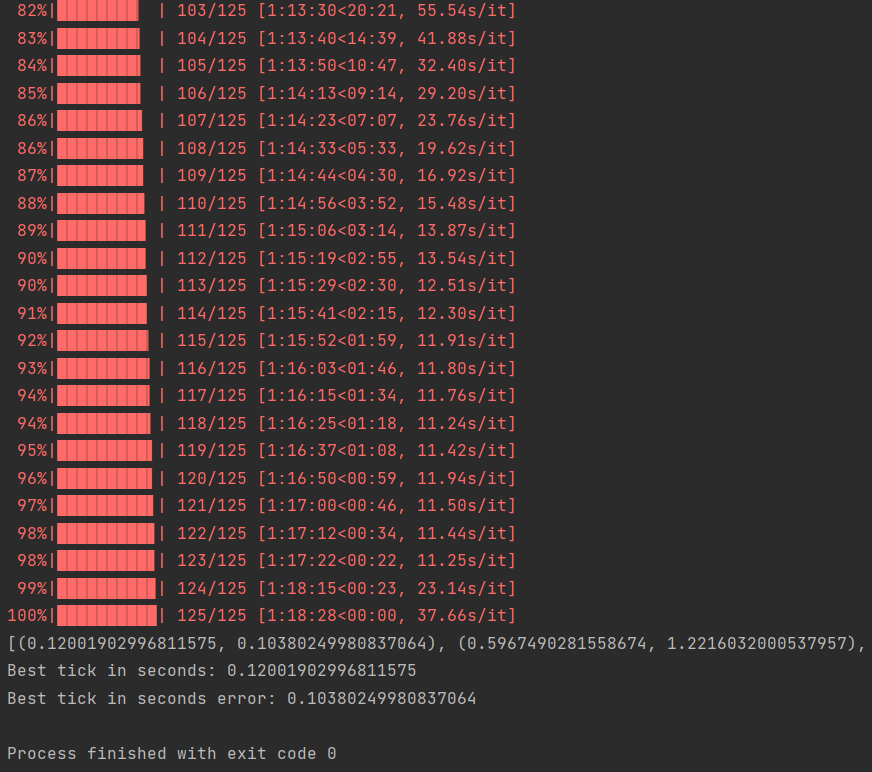 82%|████████ | 103/125 [1:13:30<20:21, 55.54s/it]
83%|████████ | 104/125 [1:13:40<14:39, 41.88s/it]
84%|████████ | 105/125 [1:13:50<10:47, 32.40s/it]
85%|████████ | 106/125 [1:14:13<09:14, 29.20s/it]
86%|████████ | 107/125 [1:14:23<07:07, 23.76s/it]
86%|████████ | 108/125 [1:14:33<05:33, 19.62s/it]
87%|████████ | 109/125 [1:14:44<04:30, 16.92s/it]
88%|████████ | 110/125 [1:14:56<03:52, 15.48s/it]
89%|████████ | 111/125 [1:15:06<03:14, 13.87s/it]
90%|████████ | 112/125 [1:15:19<02:55, 13.54s/it]
90%|█████████ | 113/125 [1:15:29<02:30, 12.51s/it]
91%|█████████ | 114/125 [1:15:41<02:15, 12.30s/it]
92%|█████████ | 115/125 [1:15:52<01:59, 11.91s/it]
93%|█████████ | 116/125 [1:16:03<01:46, 11.80s/it]
94%|█████████ | 117/125 [1:16:15<01:34, 11.76s/it]
94%|█████████ | 118/125 [1:16:25<01:18, 11.24s/it]
95%|█████████ | 119/125 [1:16:37<01:08, 11.42s/it]
96%|█████████ | 120/125 [1:16:50<00:59, 11.94s/it]
97%|█████████ | 121/125 [1:17:00<00:46, 11.50s/it]
98%|█████████ | 122/125 [1:17:12<00:34, 11.44s/it]
98%|█████████ | 123/125 [1:17:22<00:22, 11.25s/it]
99%|█████████ | 124/125 [1:18:15<00:23, 23.14s/it]
100%|██████████| 125/125 [1:18:28<00:00, 37.66s/it]
[(0.12001902996811575, 0.10380249980837064), (0.5967490281558674, 1.2216032000537957),
Best tick in seconds: 0.12001902996811575
Best tick in seconds error: 0.10380249980837064
Process finished with exit code 0